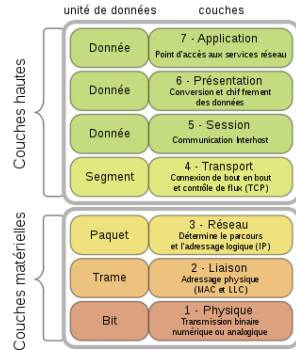 unité de données
couches
Couches hautes
Donnée
7 - Application
Point d'accès aux services réseau
Donnée
6 - Présentation
Conversion et chiffrement
des données
Donnée
5 - Session
Communication Interhost
Segment
4 - Transport
Connexion de bout en bout
et contrôle de flux (TCP)
Couches matérielles
Paquet
3 - Réseau
Détermine le parcours
et l'adressage logique (IP)
Trame
2 - Liaison
Adressage physique
(MAC et LLC)
Bit
1 - Physique
Transmission binaire
numérique ou analogique